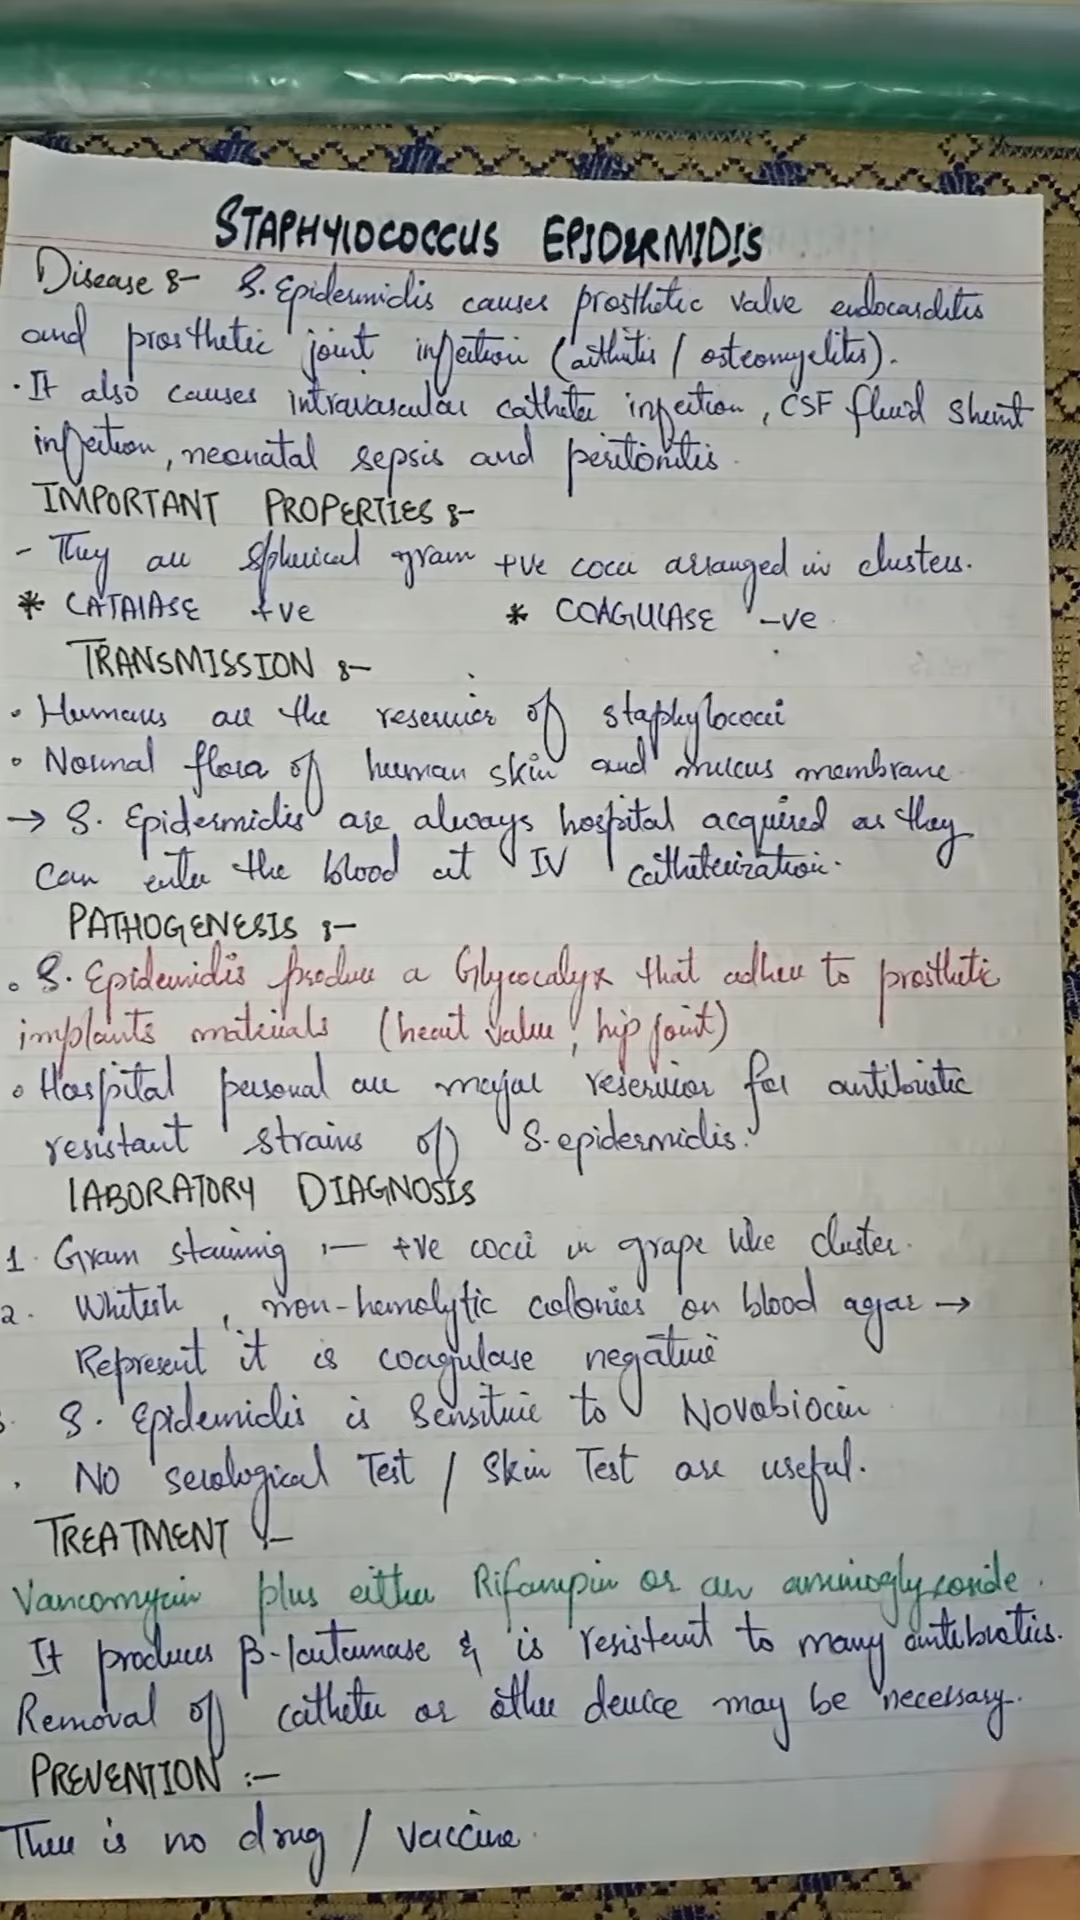 STAPHYLOCOCCUS EPIDERMIDIS
Disease :- S. Epidermidis causes prosthetic valve endocarditis
and prosthetic joint infection (arthritis / osteomyelitis).
· It also causes intravascular catheter infection, CSF fluid shunt
infection, neonatal sepsis and peritonitis.
IMPORTANT PROPERTIES :-
- They are spherical gram +ve cocci arranged in clusters.
* CATALASE +ve * COAGULASE -ve
TRANSMISSION :-
• Humans are the reservior of staphylococci
• Normal flora of human skin and mucus membrane
→ S. Epidermidis are always hospital acquired as they
can enter the blood at IV catheterization.
PATHOGENESIS :-
• S. Epidermidis produce a Glycocalyx that adhere to prosthetic
implants materials (heart valve, hip joint)
• Hospital personal are major reservior for antibiotic
resistant strains of S. epidermidis.
LABORATORY DIAGNOSIS
1. Gram staining :- +ve cocci in grape like cluster.
2. Whitish, non-hemolytic colonies on blood agar →
Represent it is coagulase negative
3. S. Epidemidis is Sensitive to Novobiocin
. NO serological Test / Skin Test are useful.
TREATMENT :-
Vancomycin plus either Rifampin or an aminoglycoside.
It produces β-lactamase & is resistant to many antibiotics.
Removal of catheter or other device may be necessary.
PREVENTION :-
There is no drug / vaccine.